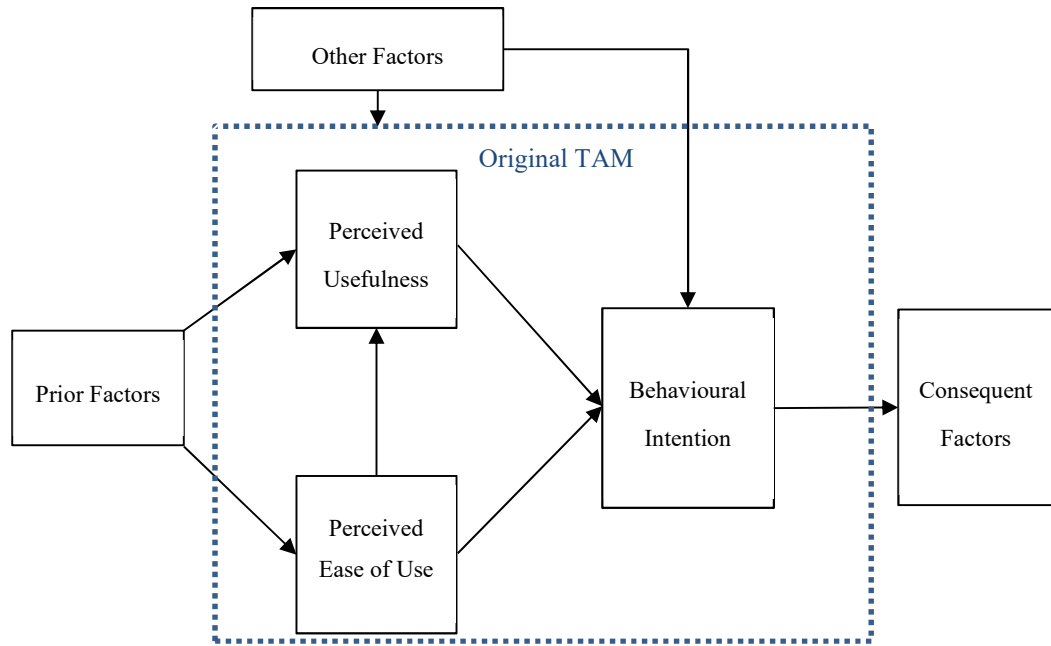 Other Factors
Original TAM
Perceived
Usefulness
Prior Factors
Behavioural
Intention
Consequent
Factors
Perceived
Ease of Use